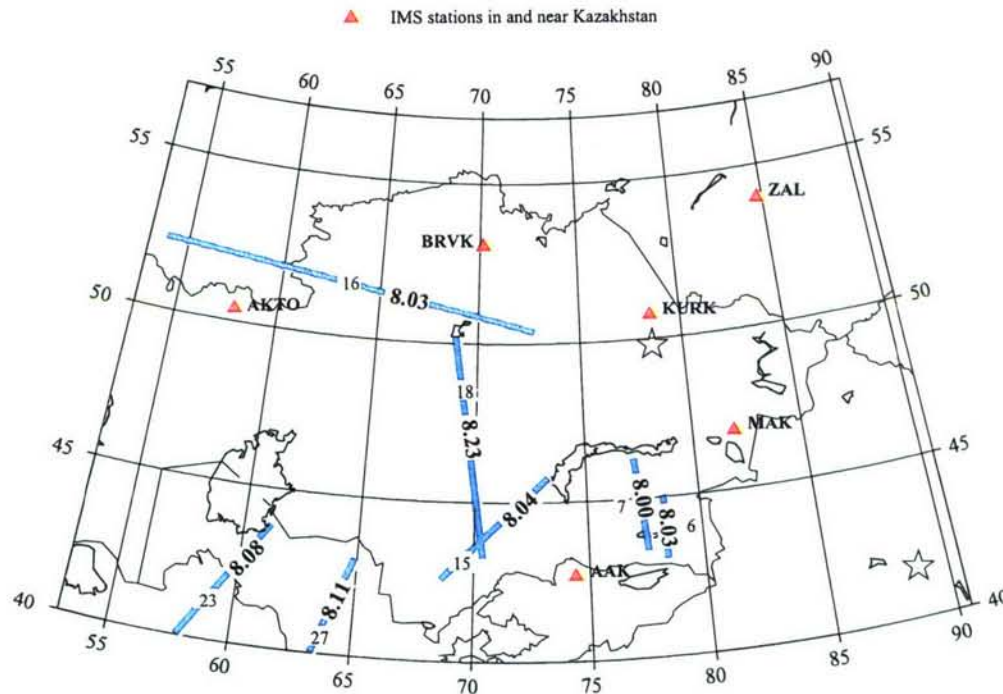 IMS stations in and near Kazakhstan
55 60 65 70 75 80 85 90
55 55
ZAL
BRVK
16 8.03
50 AKTO KURK 50
18
8.23
MAK
45 45
8.04 7 8.00 8.03 6
8.08 15 AAK
23 8.11
40 27 40
55 60 65 70 75 80 85 90